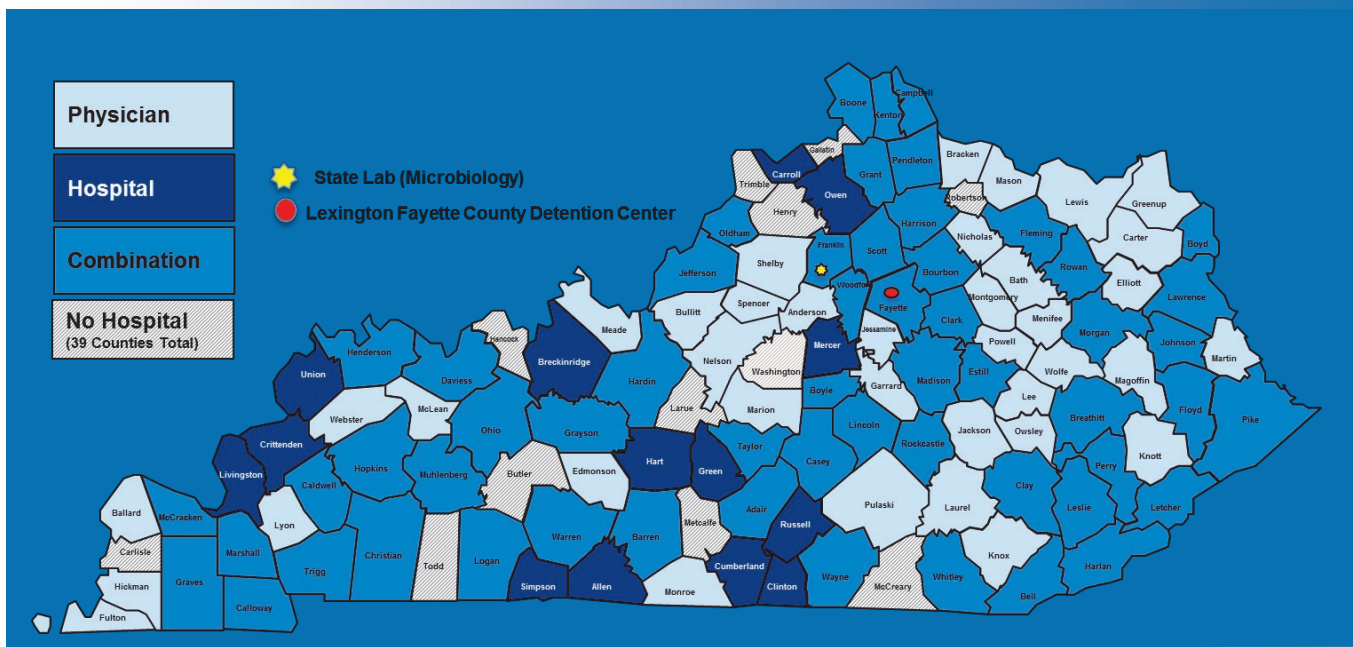 Physician
Hospital
Combination
No Hospital
(39 Counties Total)
State Lab (Microbiology)
Lexington Fayette County Detention Center
Boone
Kenton
Campbell
Gallatin
Carroll
Trimble
Owen
Grant
Pendleton
Bracken
Mason
Robertson
Lewis
Greenup
Henry
Oldham
Franklin
Scott
Harrison
Nicholas
Fleming
Carter
Boyd
Jefferson
Shelby
Woodfo
Bourbon
Bath
Rowan
Elliott
Lawrence
Spencer
Anderson
Fayette
Clark
Montgomery
Menifee
Morgan
Johnson
Martin
Bullitt
Meade
Jessamine
Powell
Wolfe
Magoffin
Hancock
Breckinridge
Nelson
Washington
Mercer
Madison
Estill
Lee
Floyd
Pike
Henderson
Daviess
Hardin
Boyle
Garrard
Breathitt
Union
Larue
Marion
Lincoln
Rockcastle
Jackson
Owsley
Knott
Webster
McLean
Ohio
Grayson
Taylor
Casey
Perry
Crittenden
Livingston
Hopkins
Muhlenberg
Butler
Edmonson
Hart
Green
Clay
Leslie
Letcher
Caldwell
Adair
Pulaski
Laurel
Ballard
McCracken
Lyon
Metcalfe
Russell
Carlisle
Marshall
Trigg
Christian
Todd
Logan
Warren
Barren
Cumberland
Clinton
Wayne
McCreary
Whitley
Knox
Harlan
Hickman
Graves
Calloway
Simpson
Allen
Monroe
Bell
Fulton